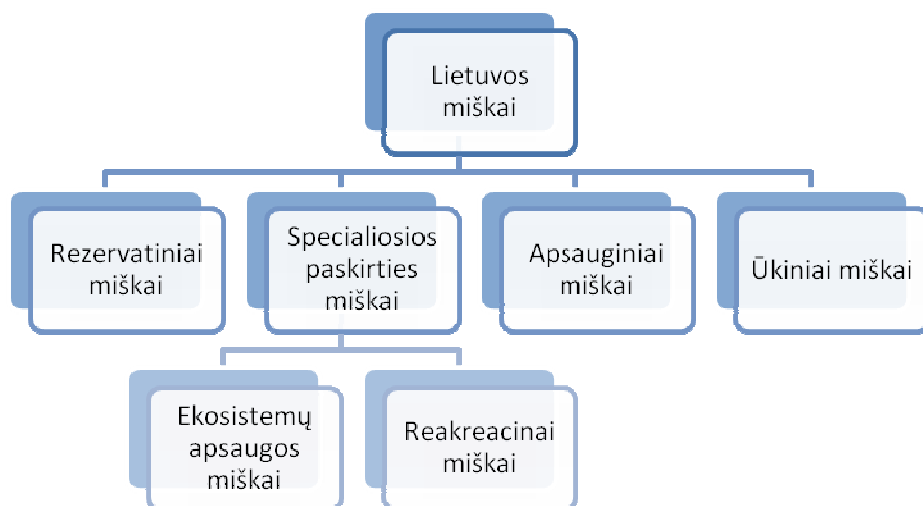 Lietuvos
miškai
Rezervatiniai
miškai
Specialiosios
paskirties
miškai
Apsauginiai
miškai
Ūkiniai miškai
Ekosistemų
apsaugos
miškai
Reakreacinai
miškai